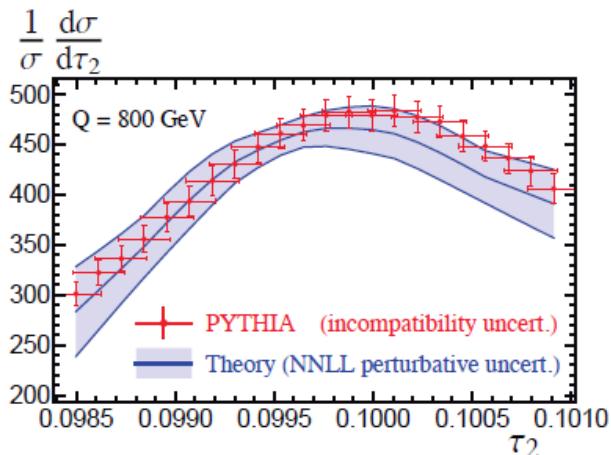 1/σ dσ/dτ₂
500
Q = 800 GeV
450
400
350
300
PYTHIA (incompatibility uncert.)
250
Theory (NNLL perturbative uncert.)
200
0.0985 0.0990 0.0995 0.1000 0.1005 0.1010
τ₂